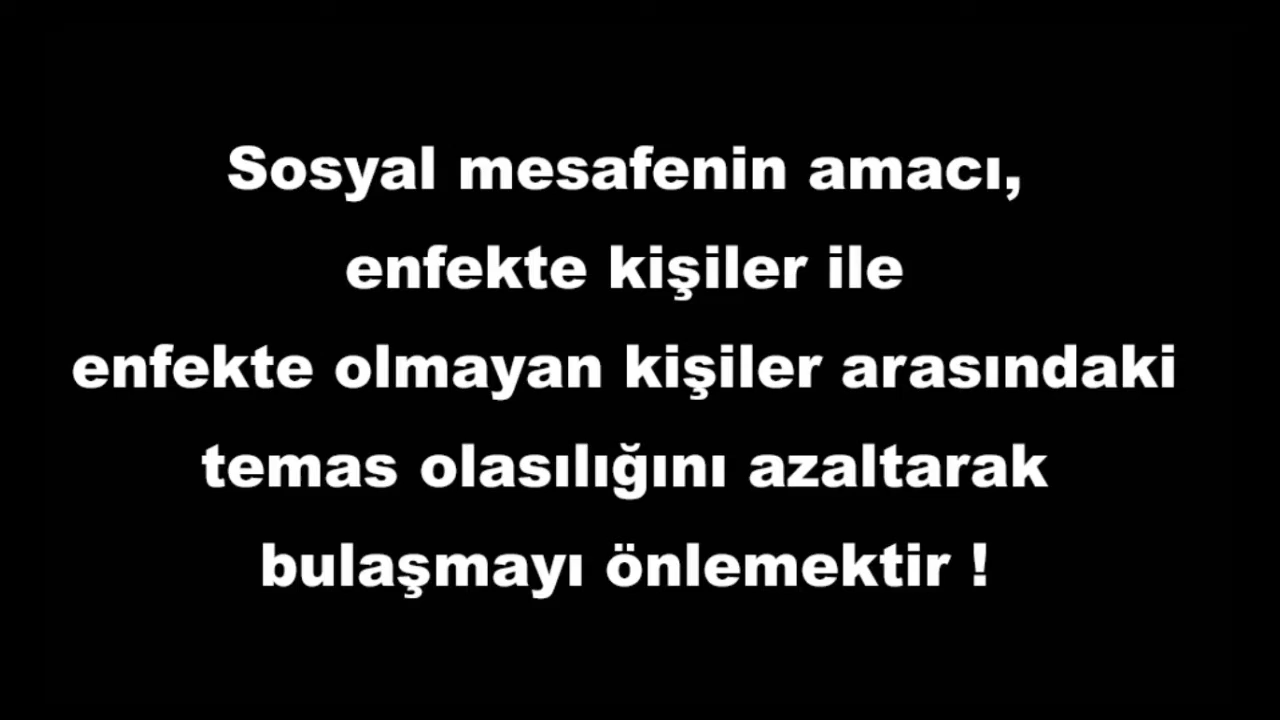 Sosyal mesafenin amacı,
enfekte kişiler ile
enfekte olmayan kişiler arasındaki
temas olasılığını azaltarak
bulaşmayı önlemektir !